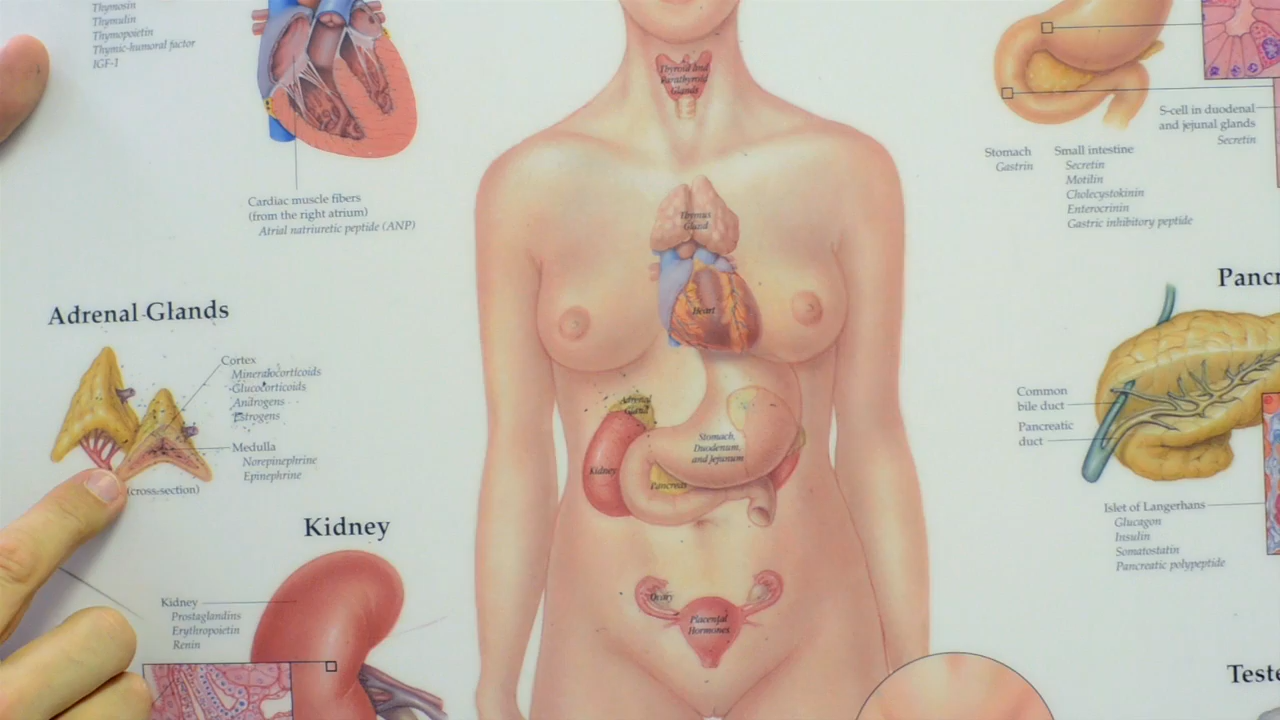 Thymosin
Thymulin
Thymopoietin
Thymic-humoral factor
IGF-1
Cardiac muscle fibers
(from the right atrium)
Atrial natriuretic peptide (ANP)
Adrenal Glands
Cortex
Mineralocorticoids
Glucocorticoids
Androgens
Estrogens
Medulla
Norepinephrine
Epinephrine
(cross-section)
Kidney
Kidney
Prostaglandins
Erythropoietin
Renin
Thyroid and
Parathyroid
Glands
Thymus
Gland
Heart
Adrenal
Gland
Kidney
Stomach,
Duodenum,
and Jejunum
Pancreas
Ovary
Placental
Hormones
S-cell in duodenal
and jejunal glands
Secretin
Stomach
Gastrin
Small intestine
Secretin
Motilin
Cholecystokinin
Enterocrinin
Gastric inhibitory peptide
Pancr
Common
bile duct
Pancreatic
duct
Islet of Langerhans
Glucagon
Insulin
Somatostatin
Pancreatic polypeptide
Teste